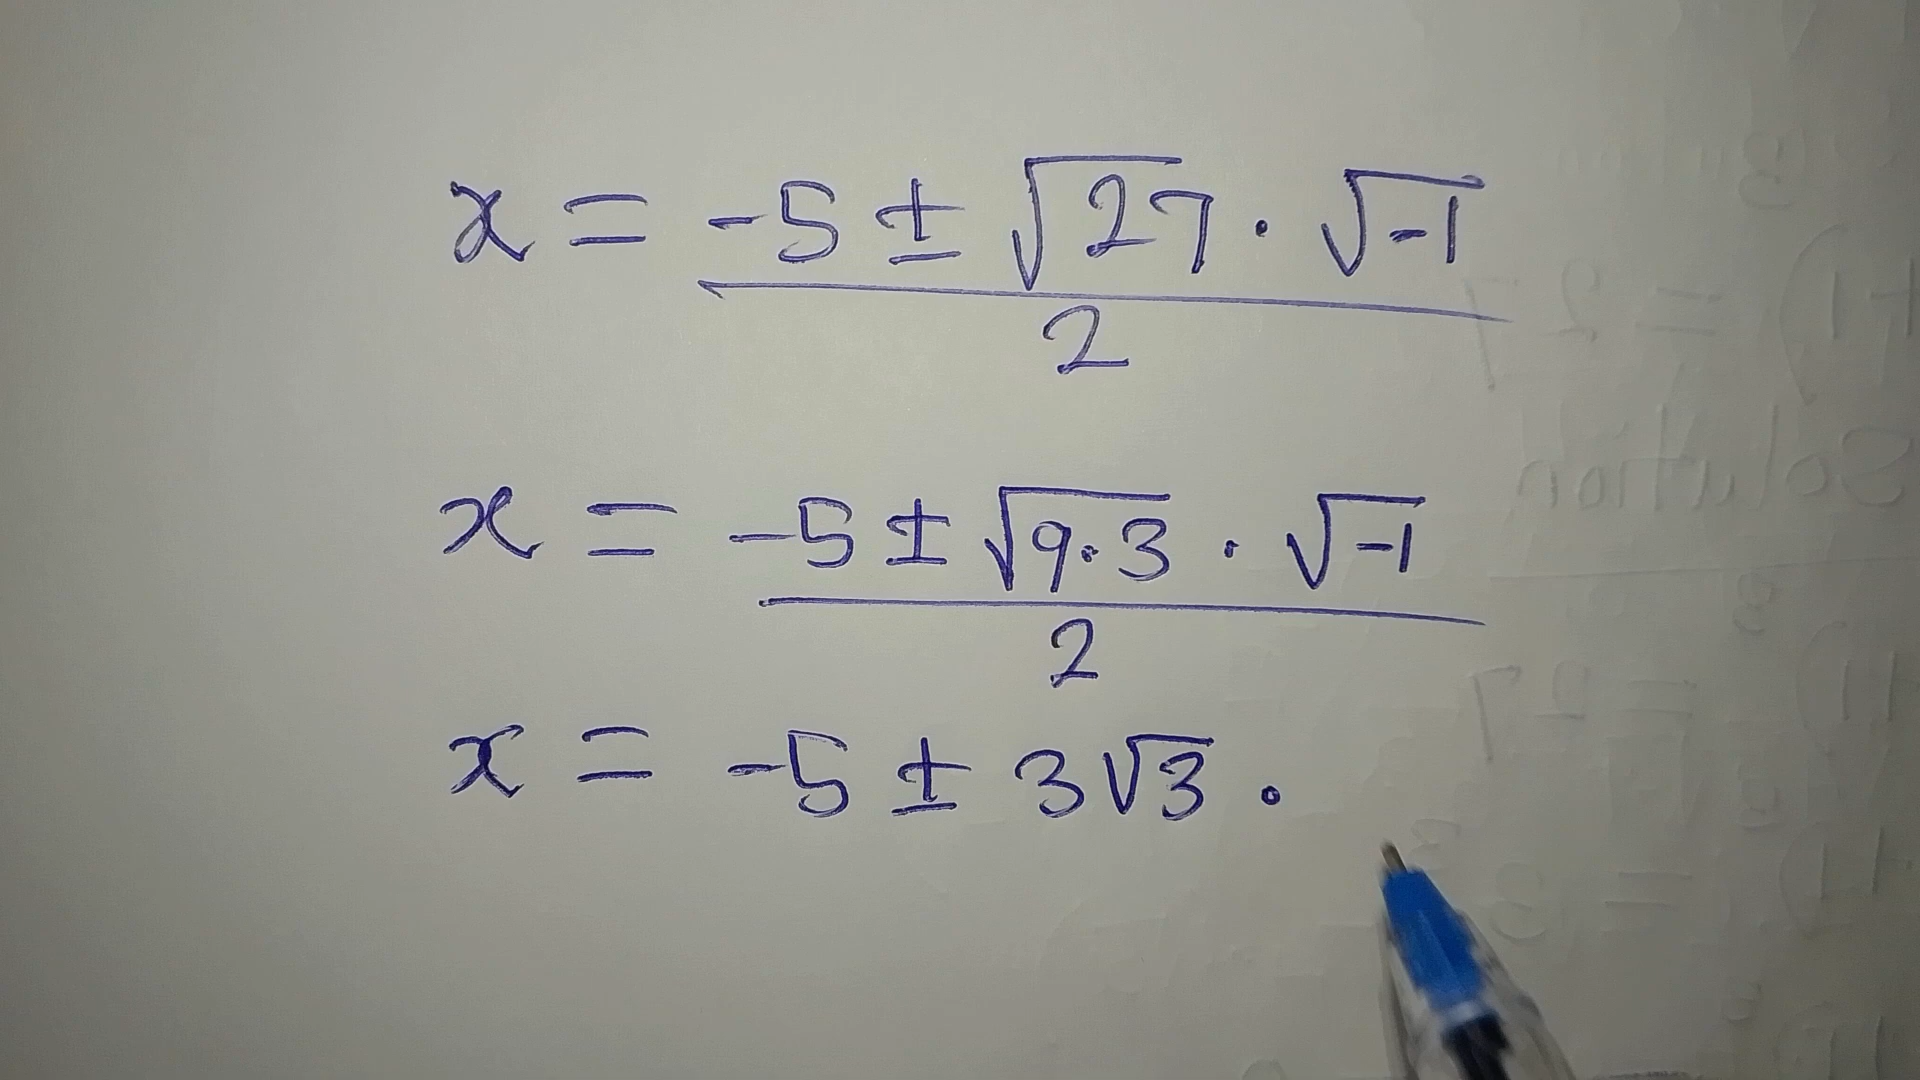 x = -5 ± √27 · √-1
2
x = -5 ± √9·3 · √-1
2
x = -5 ± 3√3 ·